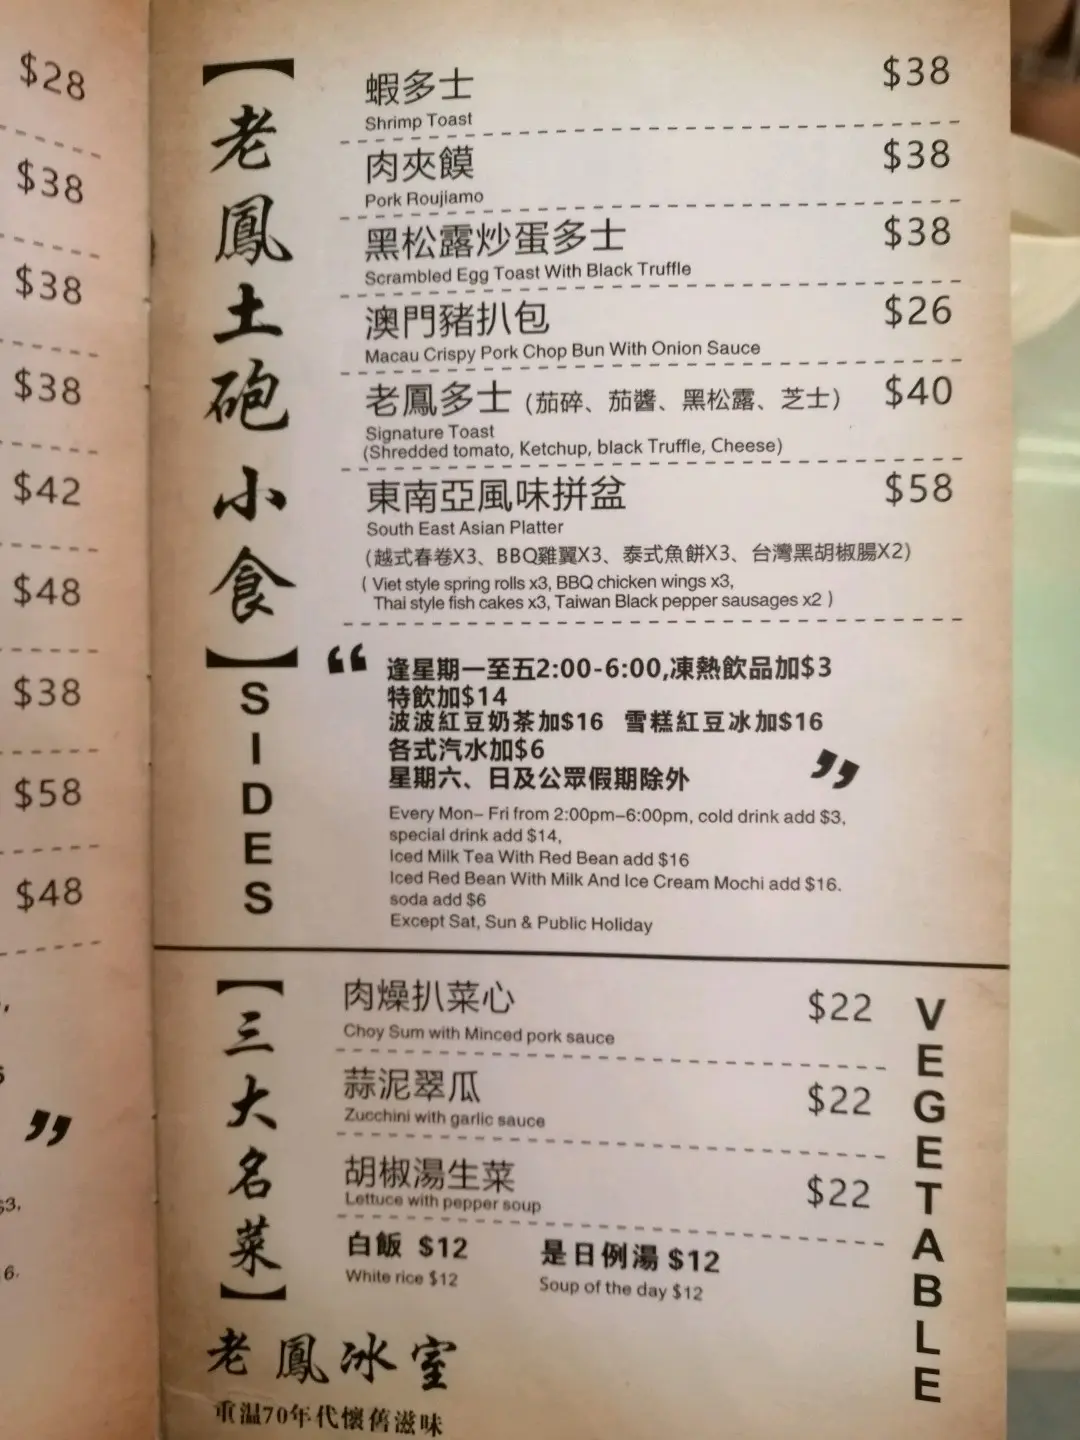 $28
$38
$38
$38
$42
$48
$38
$58
$48
”
6.
【老鳳土砲小食】
SIDES
蝦多士 $38
Shrimp Toast
肉夾饃 $38
Pork Roujiamo
黑松露炒蛋多士 $38
Scrambled Egg Toast With Black Truffle
澳門豬扒包 $26
Macau Crispy Pork Chop Bun With Onion Sauce
老鳳多士 (茄碎、茄醬、黑松露、芝士) $40
Signature Toast
(Shredded tomato, Ketchup, black Truffle, Cheese)
東南亞風味拼盆 $58
South East Asian Platter
(越式春卷X3、BBQ雞翼X3、泰式魚餅X3、台灣黑胡椒腸X2)
( Viet style spring rolls x3, BBQ chicken wings x3,
Thai style fish cakes x3, Taiwan Black pepper sausages x2 )
“ 逢星期一至五2:00-6:00,凍熱飲品加$3
特飲加$14
波波紅豆奶茶加$16 雪糕紅豆冰加$16
各式汽水加$6
星期六、日及公眾假期除外 ”
Every Mon– Fri from 2:00pm–6:00pm, cold drink add $3,
special drink add $14,
Iced Milk Tea With Red Bean add $16
Iced Red Bean With Milk And Ice Cream Mochi add $16.
soda add $6
Except Sat, Sun & Public Holiday
【三大名菜】
VEGETABLE
肉燥扒菜心 $22
Choy Sum with Minced pork sauce
蒜泥翠瓜 $22
Zucchini with garlic sauce
胡椒湯生菜 $22
Lettuce with pepper soup
白飯 $12 是日例湯 $12
White rice $12 Soup of the day $12
老鳳冰室
重温70年代懷舊滋味